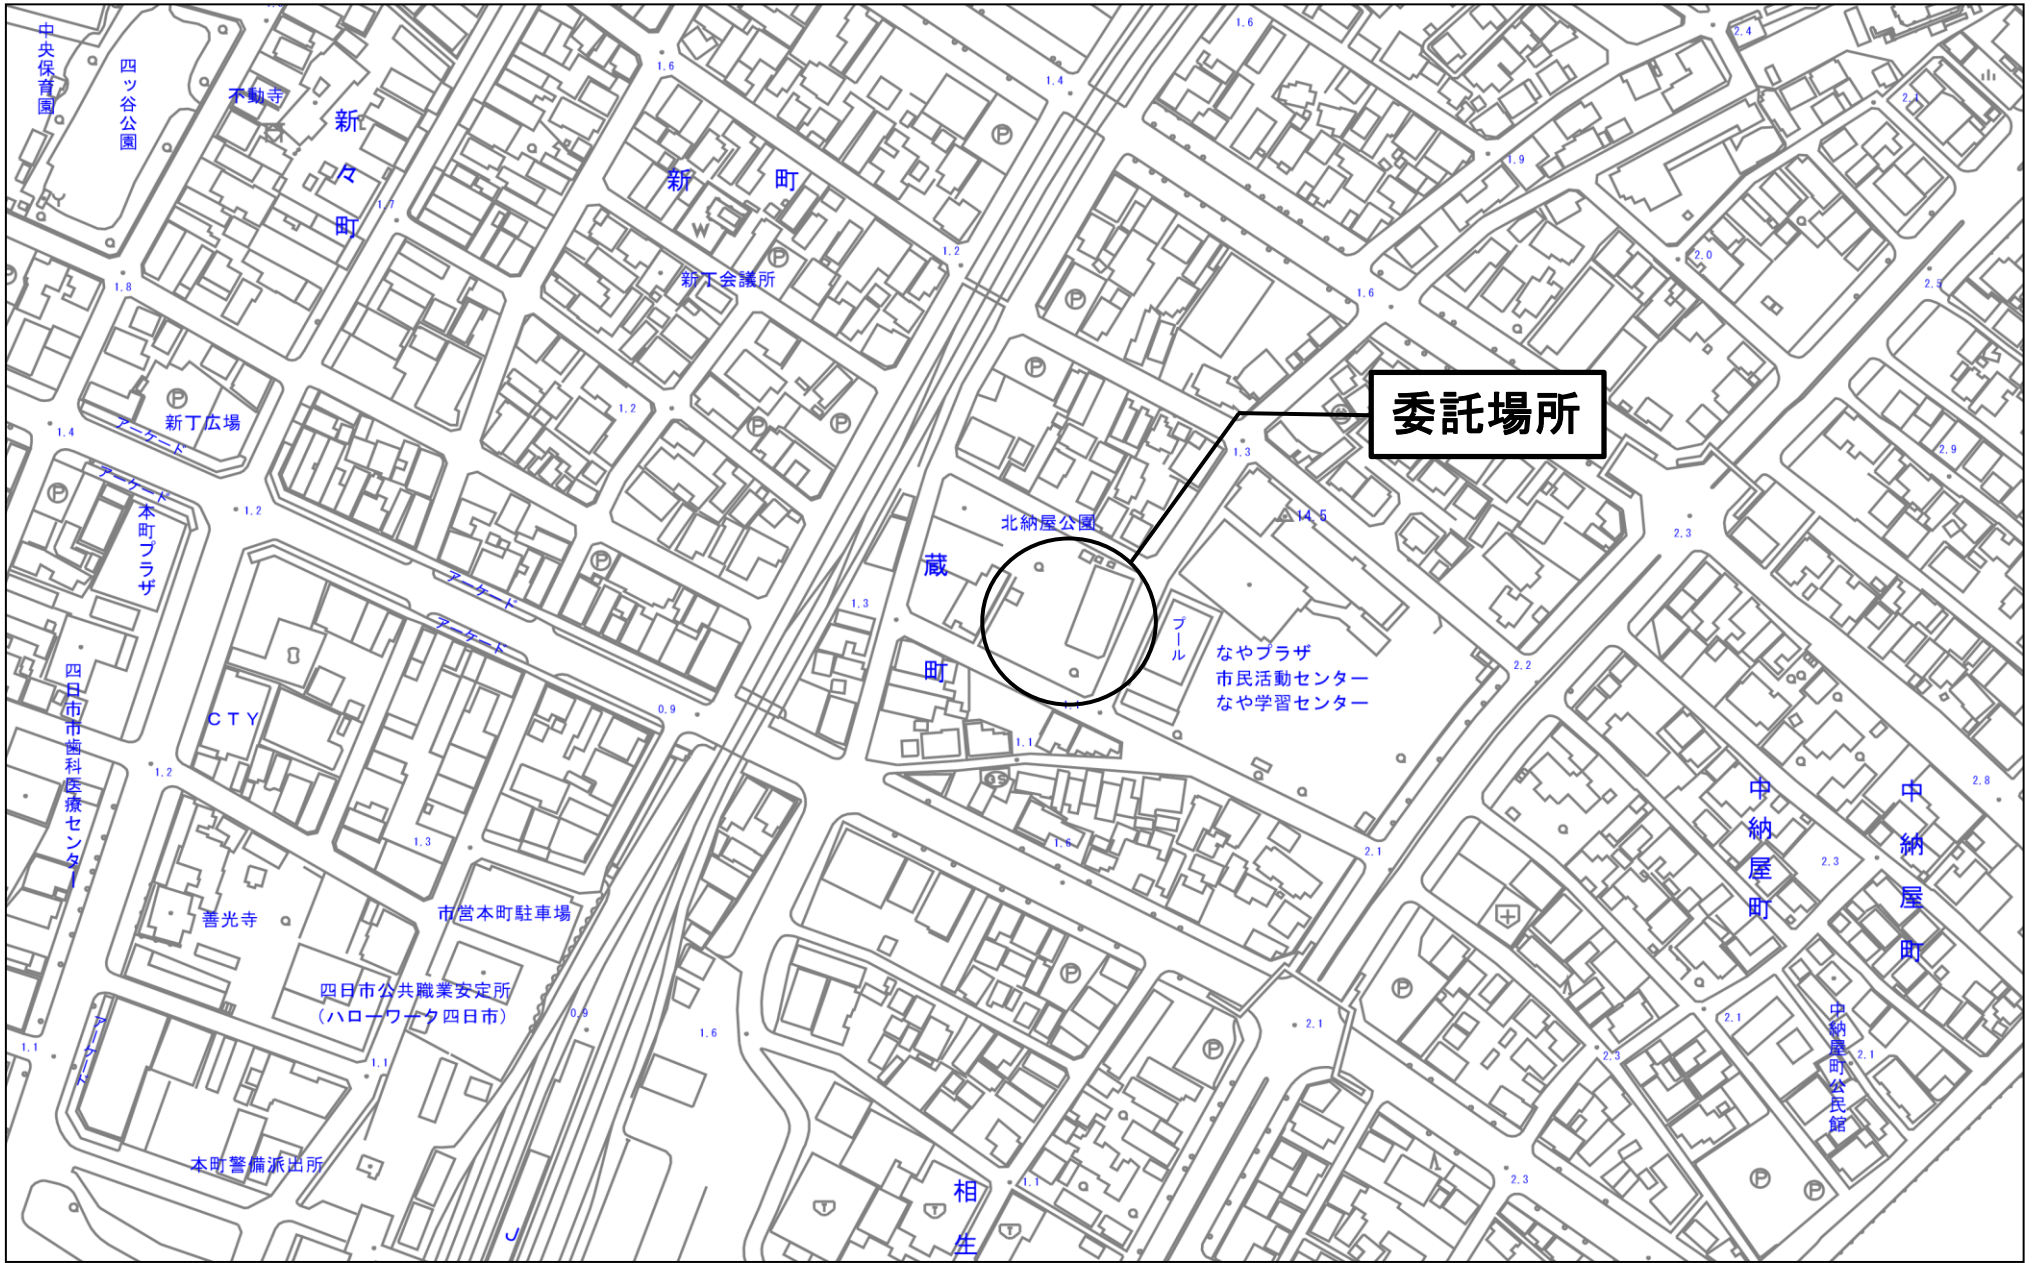 中央保育園
四ッ谷公園
不動寺
新々町
新町
新丁会議所
新丁広場
アーケード
アーケード
本町プラザ
アーケード
アーケード
四日市市歯科医療センター
CTY
善光寺
市営本町駐車場
四日市公共職業安定所
(ハローワーク四日市)
アーケード
本町警備派出所
J
委託場所
北納屋公園
蔵町
プール
なやプラザ
市民活動センター
なや学習センター
中納屋町
中納屋町
中納屋町公民館
相生
1.6
1.4
1.6
2.4
2.1
1.9
1.7
1.2
1.8
1.6
2.0
2.5
1.2
1.4
1.3
2.9
1.2
14.5
2.3
1.3
2.2
0.9
1.1
1.1
1.2
2.8
1.3
1.6
2.1
2.3
0.9
1.6
2.1
2.1
2.3
2.1
1.1
1.1
1.1
2.3